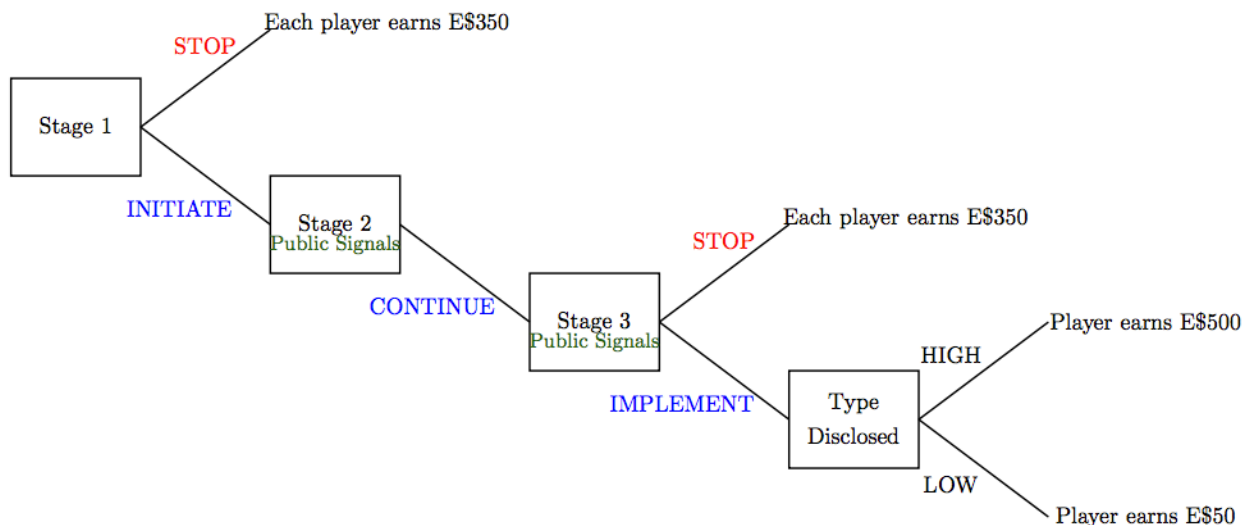 Each player earns E$350
STOP
Stage 1
INITIATE
Stage 2
Public Signals
Each player earns E$350
STOP
CONTINUE
Stage 3
Public Signals
Player earns E$500
HIGH
IMPLEMENT
Type
Disclosed
LOW
Player earns E$50